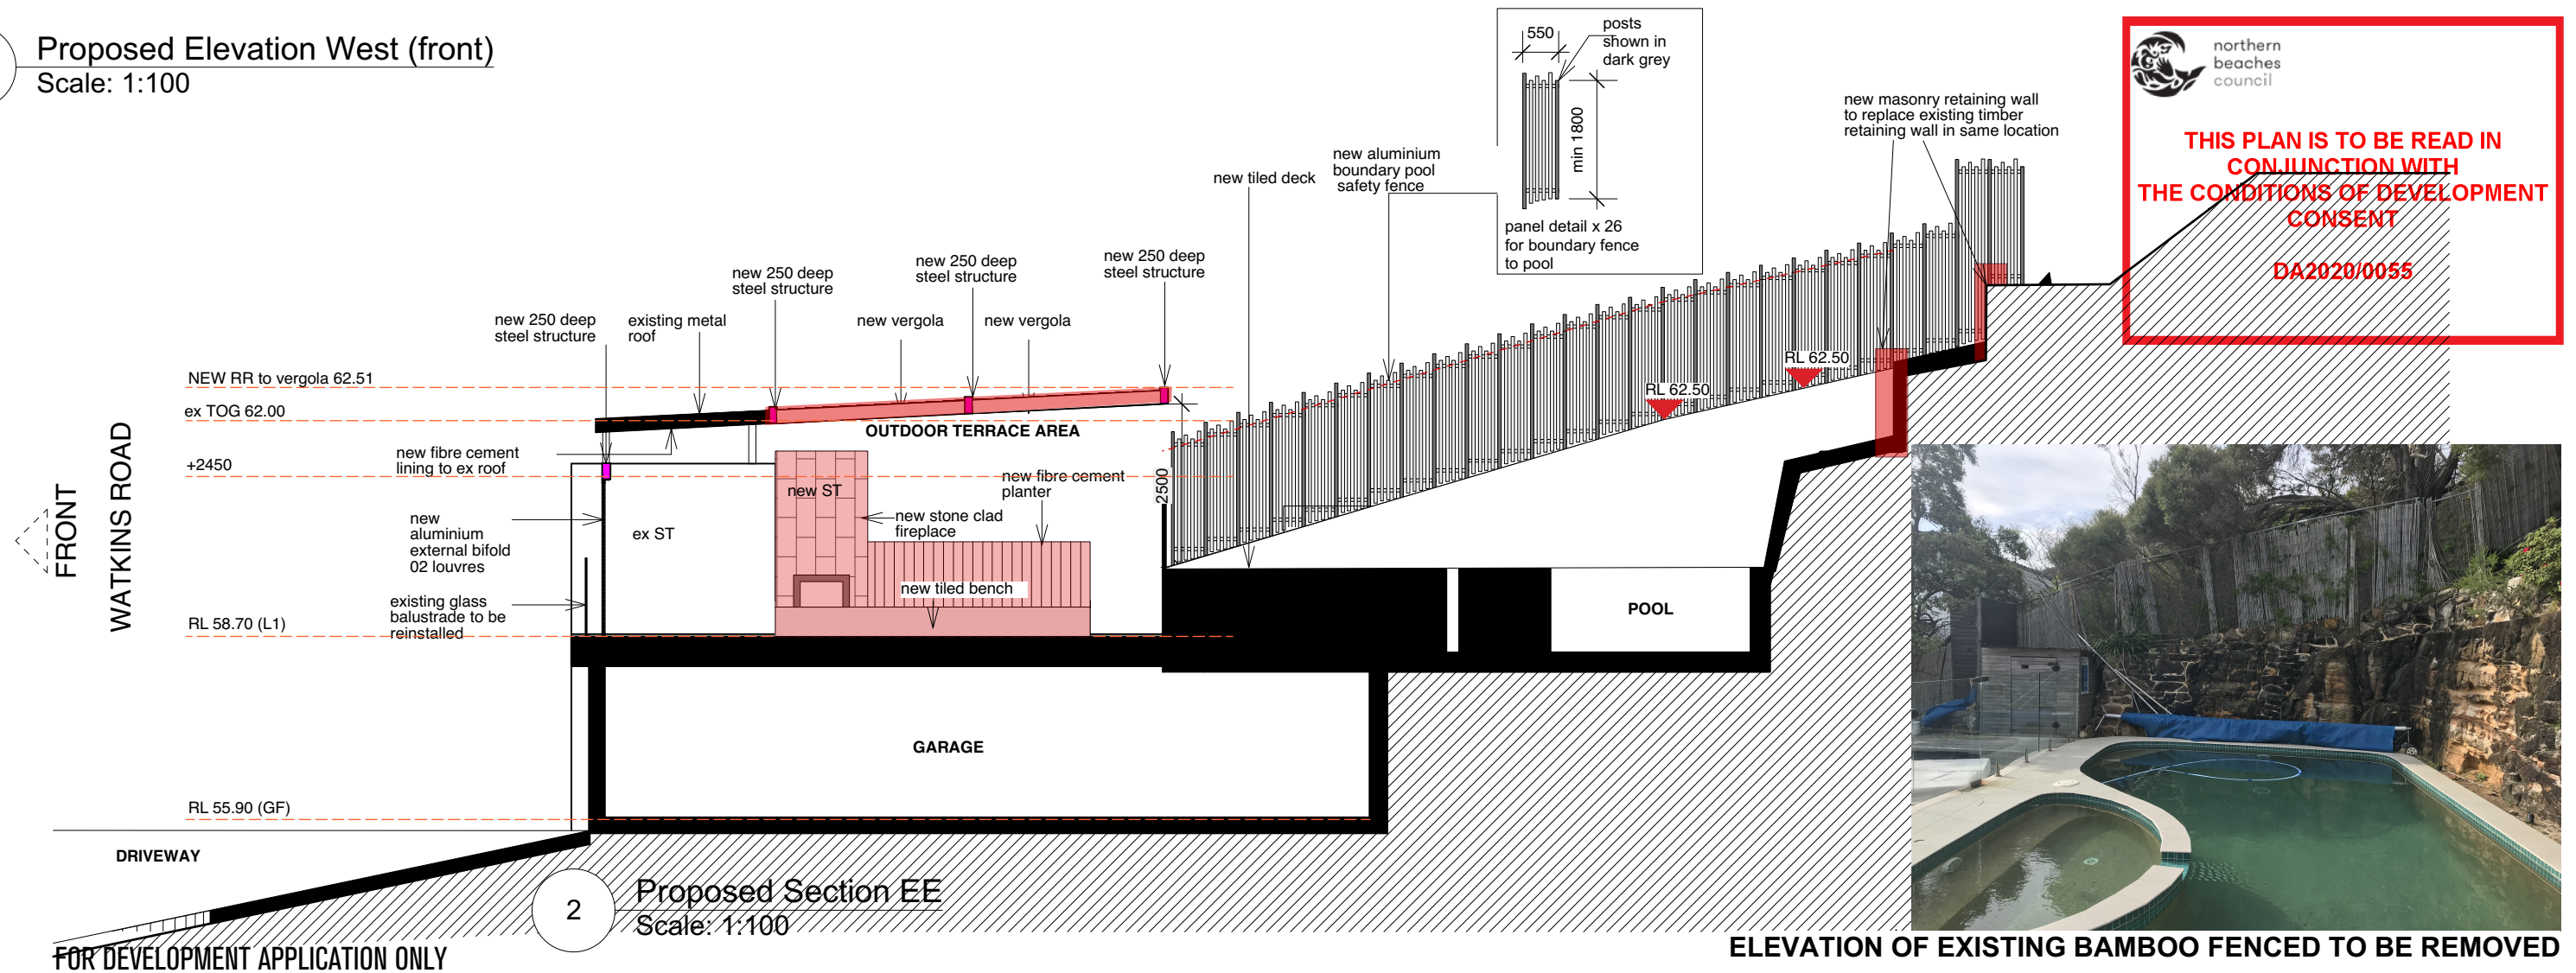 Proposed Elevation West (front)
Scale: 1:100
550
posts
shown in
dark grey
min 1800
panel detail x 26
for boundary fence
to pool
northern
beaches
council
THIS PLAN IS TO BE READ IN
CONJUNCTION WITH
THE CONDITIONS OF DEVELOPMENT
CONSENT
DA2020/0055
new masonry retaining wall
to replace existing timber
retaining wall in same location
new aluminium
boundary pool
safety fence
new tiled deck
new 250 deep
steel structure
new 250 deep
steel structure
new 250 deep
steel structure
new 250 deep
steel structure
existing metal
roof
new vergola
new vergola
NEW RR to vergola 62.51
ex TOG 62.00
+2450
RL 62.50
RL 62.50
OUTDOOR TERRACE AREA
new fibre cement
lining to ex roof
new ST
new fibre cement
planter
2500
new stone clad
fireplace
ex ST
new
aluminium
external bifold
02 louvres
new tiled bench
existing glass
balustrade to be
reinstalled
RL 58.70 (L1)
FRONT
WATKINS ROAD
POOL
GARAGE
RL 55.90 (GF)
DRIVEWAY
2
Proposed Section EE
Scale: 1:100
FOR DEVELOPMENT APPLICATION ONLY
ELEVATION OF EXISTING BAMBOO FENCED TO BE REMOVED